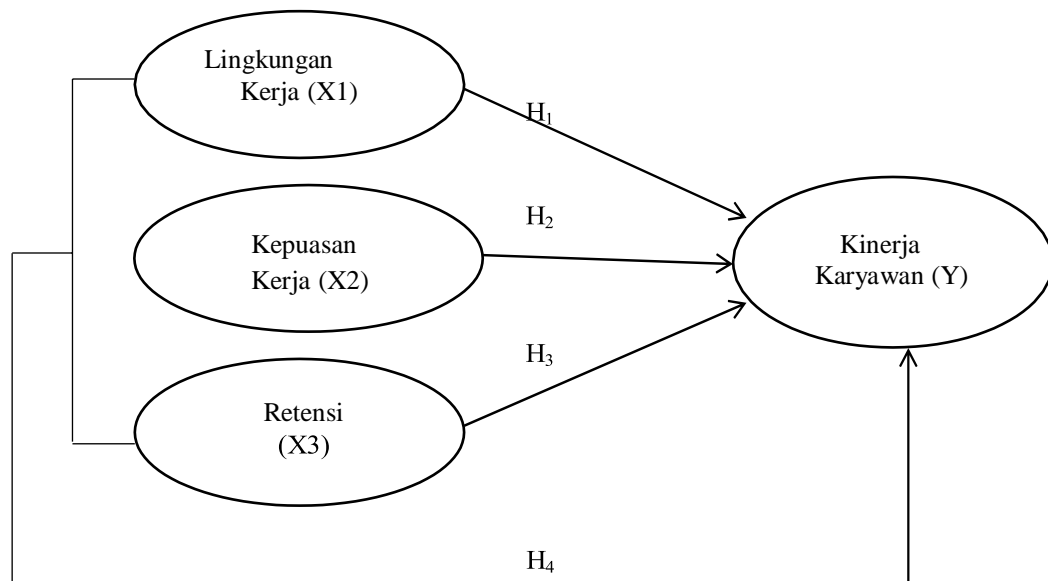 Lingkungan
Kerja (X1)
H₁
Kepuasan
Kerja (X2)
H₂
Kinerja
Karyawan (Y)
Retensi
(X3)
H₃
H₄